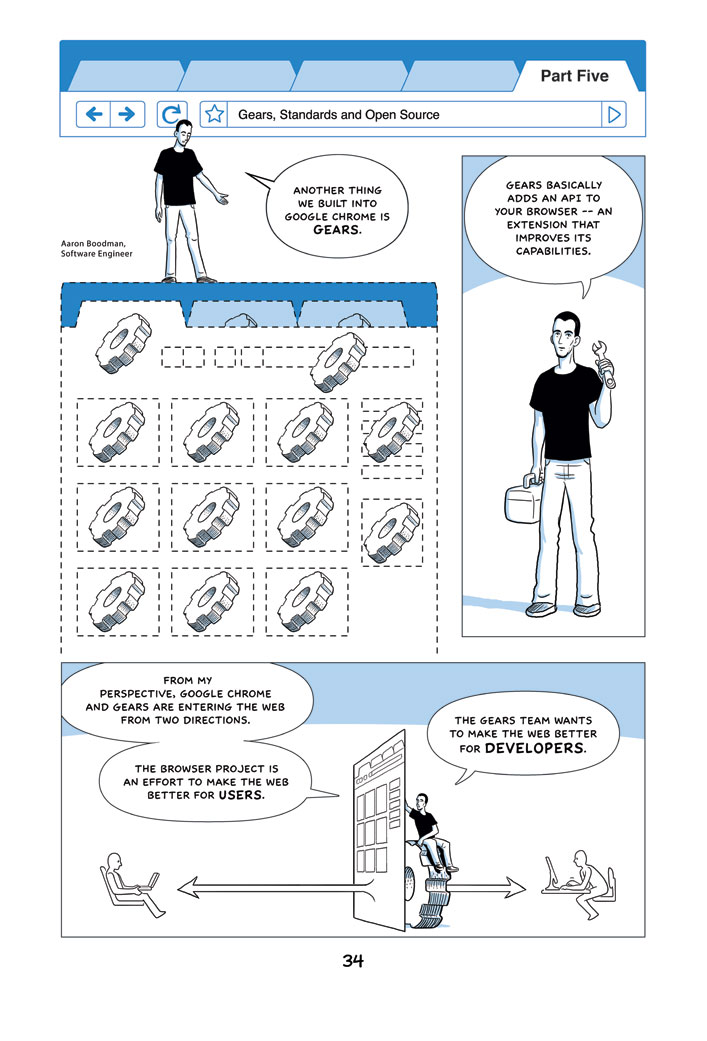 Part Five
Gears, Standards and Open Source
ANOTHER THING
WE BUILT INTO
GOOGLE CHROME IS
GEARS.
Aaron Boodman,
Software Engineer
GEARS BASICALLY
ADDS AN API TO
YOUR BROWSER -- AN
EXTENSION THAT
IMPROVES ITS
CAPABILITIES.
FROM MY
PERSPECTIVE, GOOGLE CHROME
AND GEARS ARE ENTERING THE WEB
FROM TWO DIRECTIONS.
THE BROWSER PROJECT IS
AN EFFORT TO MAKE THE WEB
BETTER FOR USERS.
THE GEARS TEAM WANTS
TO MAKE THE WEB BETTER
FOR DEVELOPERS.
34